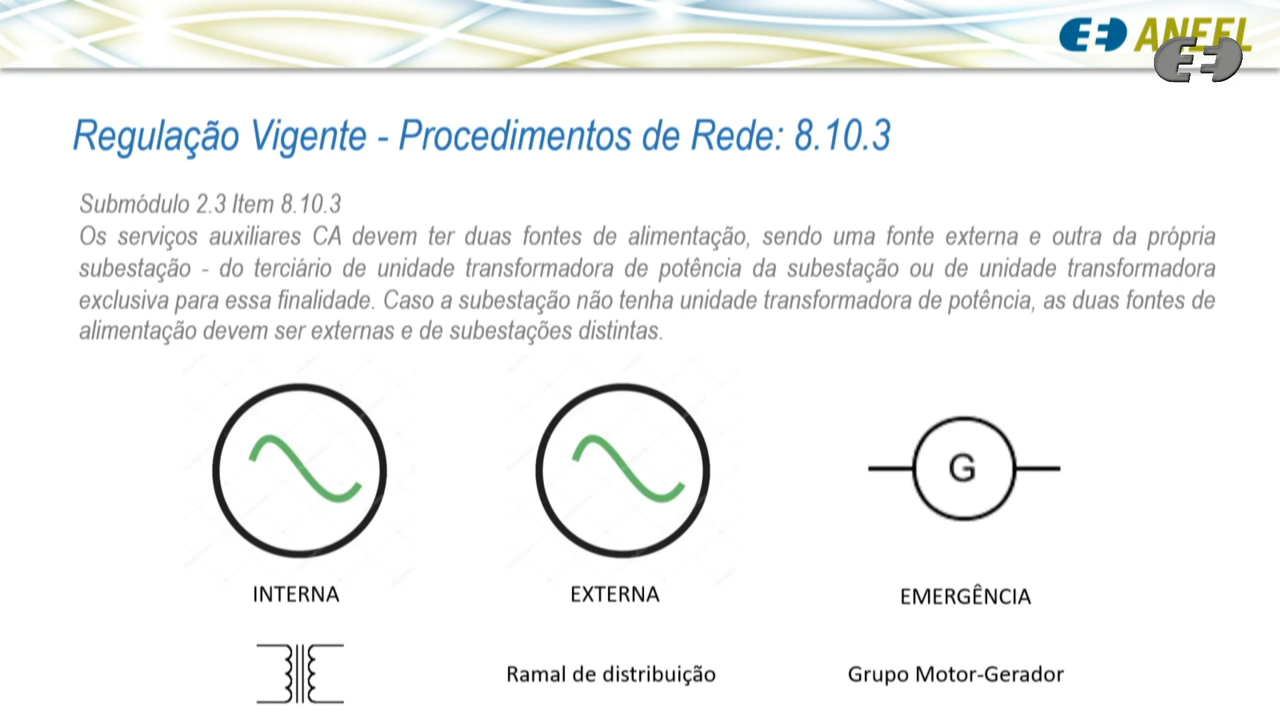 ANEEL
Regulação Vigente - Procedimentos de Rede: 8.10.3
Submódulo 2.3 Item 8.10.3
Os serviços auxiliares CA devem ter duas fontes de alimentação, sendo uma fonte externa e outra da própria
subestação - do terciário de unidade transformadora de potência da subestação ou de unidade transformadora
exclusiva para essa finalidade. Caso a subestação não tenha unidade transformadora de potência, as duas fontes de
alimentação devem ser externas e de subestações distintas.
G
INTERNA
EXTERNA
EMERGÊNCIA
Ramal de distribuição
Grupo Motor-Gerador